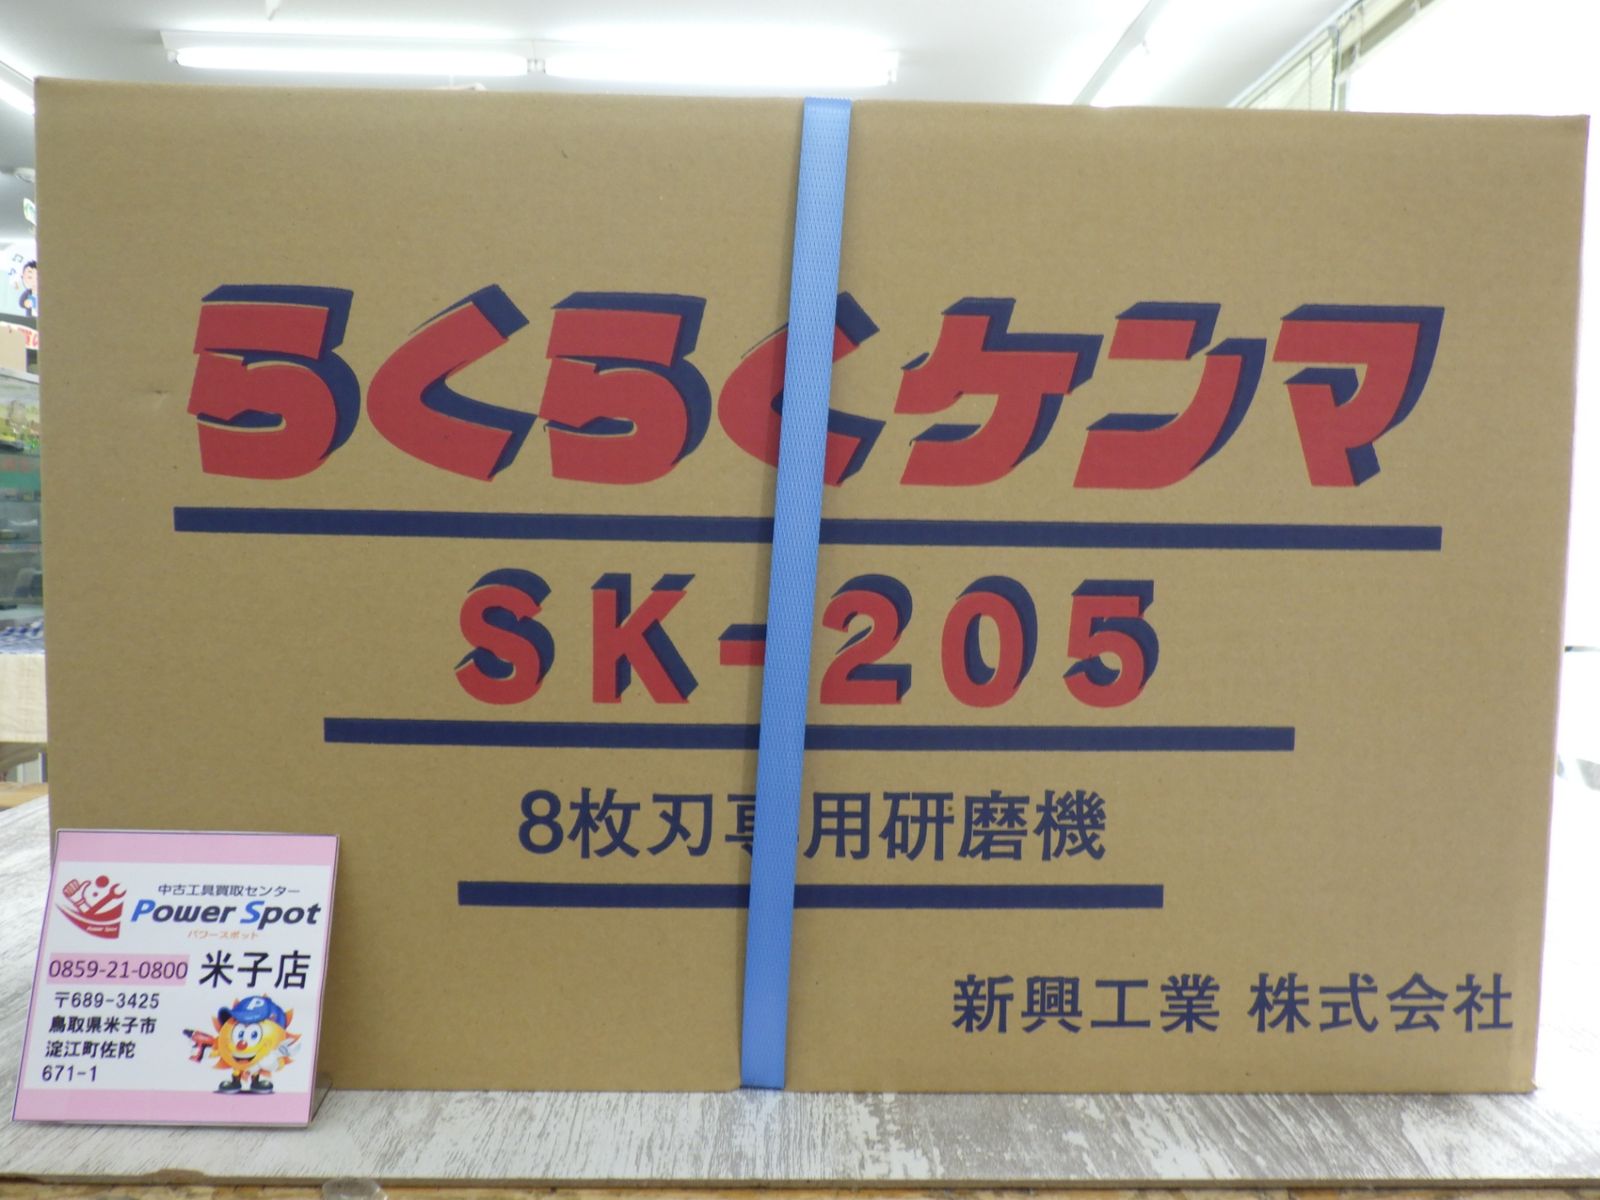 らくらくケンマ
SK-205
8枚刃専用研磨機
新興工業 株式会社
中古工具買取センター
Power Spot
パワースポット
Power Spot
0859-21-0800 米子店
〒689-3425
鳥取県米子市
淀江町佐陀
671-1
P